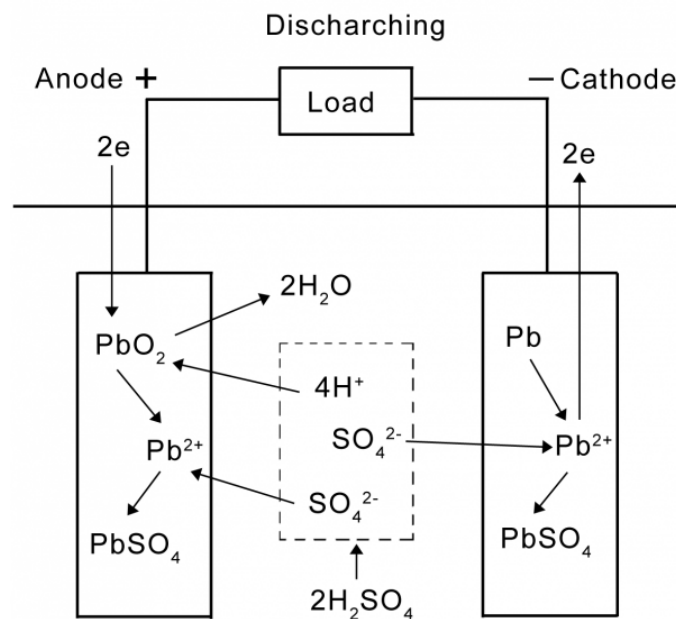 Discharching
Anode + Load — Cathode
2e 2e
2H₂O
PbO₂ Pb
4H⁺
Pb²⁺ SO₄²⁻ Pb²⁺
SO₄²⁻
PbSO₄ PbSO₄
2H₂SO₄